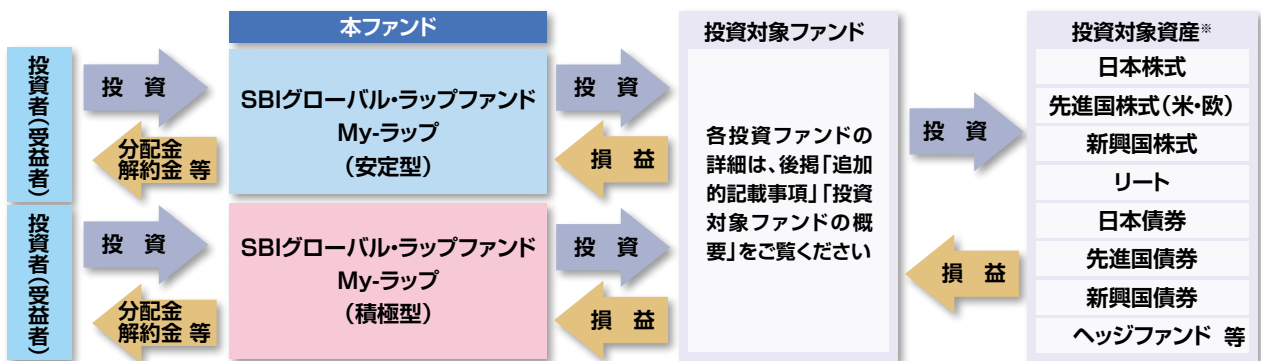 本ファンド
投資者(受益者)
投 資
分配金
解約金 等
SBIグローバル・ラップファンド
My-ラップ
(安定型)
投 資
損 益
投資者(受益者)
投 資
分配金
解約金 等
SBIグローバル・ラップファンド
My-ラップ
(積極型)
投 資
損 益
投資対象ファンド
各投資ファンドの
詳細は、後掲「追加
的記載事項」「投資
対象ファンドの概
要」をご覧ください
投 資
損 益
投資対象資産※
日本株式
先進国株式(米・欧)
新興国株式
リート
日本債券
先進国債券
新興国債券
ヘッジファンド 等